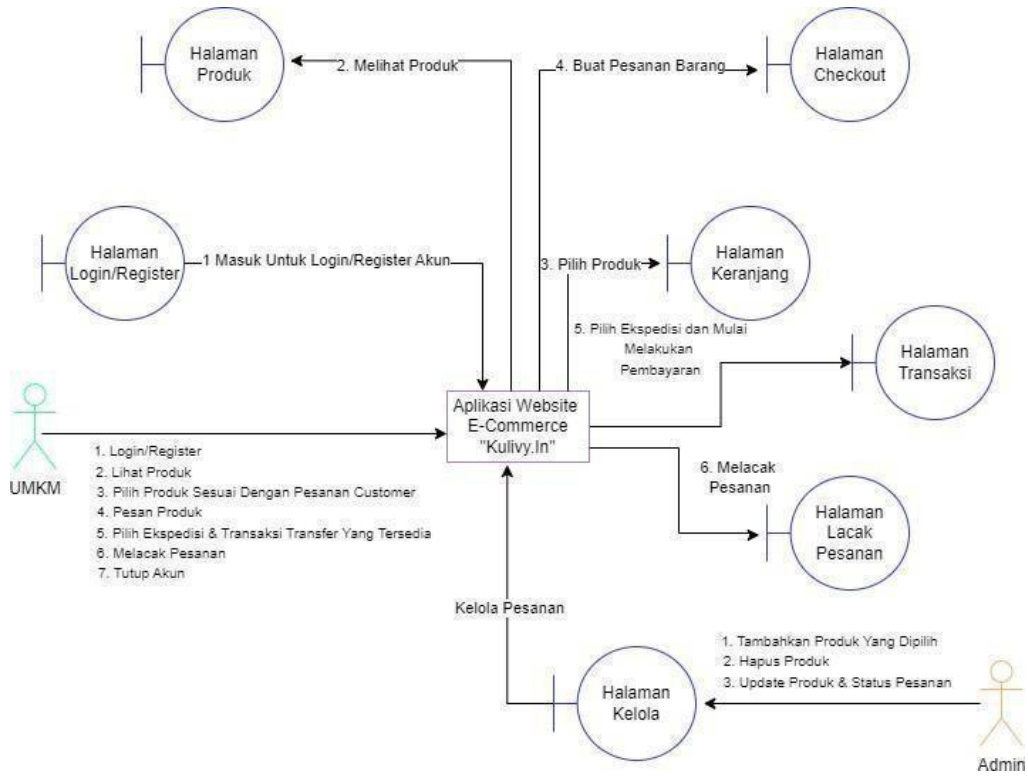 Halaman
Produk
2. Melihat Produk
4. Buat Pesanan Barang
Halaman
Checkout
Halaman
Login/Register
1 Masuk Untuk Login/Register Akun
3. Pilih Produk
Halaman
Keranjang
5. Pilih Ekspedisi dan Mulai
Melakukan
Pembayaran
Halaman
Transaksi
Aplikasi Website
E-Commerce
"Kulivy.In"
UMKM
1. Login/Register
2. Lihat Produk
3. Pilih Produk Sesuai Dengan Pesanan Customer
4. Pesan Produk
5. Pilih Ekspedisi & Transaksi Transfer Yang Tersedia
6. Melacak Pesanan
7. Tutup Akun
6. Melacak
Pesanan
Halaman
Lacak
Pesanan
Kelola Pesanan
Halaman
Kelola
1. Tambahkan Produk Yang Dipilih
2. Hapus Produk
3. Update Produk & Status Pesanan
Admin